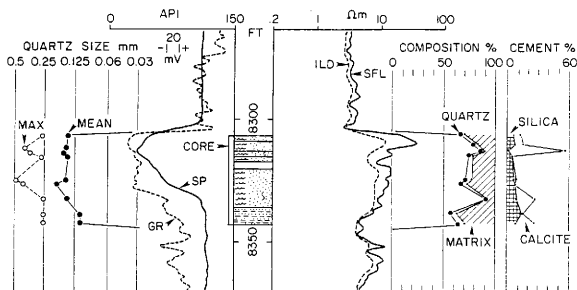 API FT Ωm
0 150 .2 1 10 100
20
-| |+
mV
QUARTZ SIZE mm
0.5 0.25 0.125 0.06 0.03
COMPOSITION % CEMENT %
0 50 100 0 60
ILD SFL
MAX MEAN
8300
CORE
QUARTZ SILICA
SP
GR
8350
MATRIX CALCITE